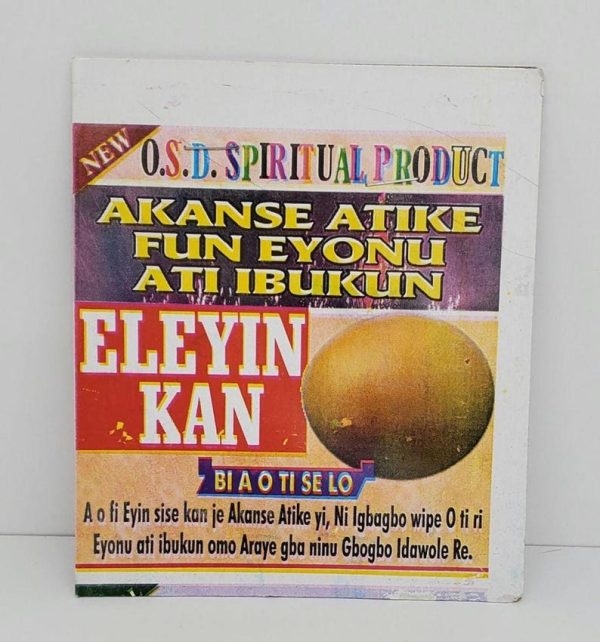 NEW
O.S.D. SPIRITUAL PRODUCT
AKANSE ATIKE
FUN EYONU
ATI IBUKUN
ELEYIN
KAN
BI A O TI SE LO
A o fi Eyin sise kan je Akanse Atike yi, Ni Igbagbo wipe O ti ri
Eyonu ati ibukun omo Araye gba ninu Gbogbo Idawole Re.